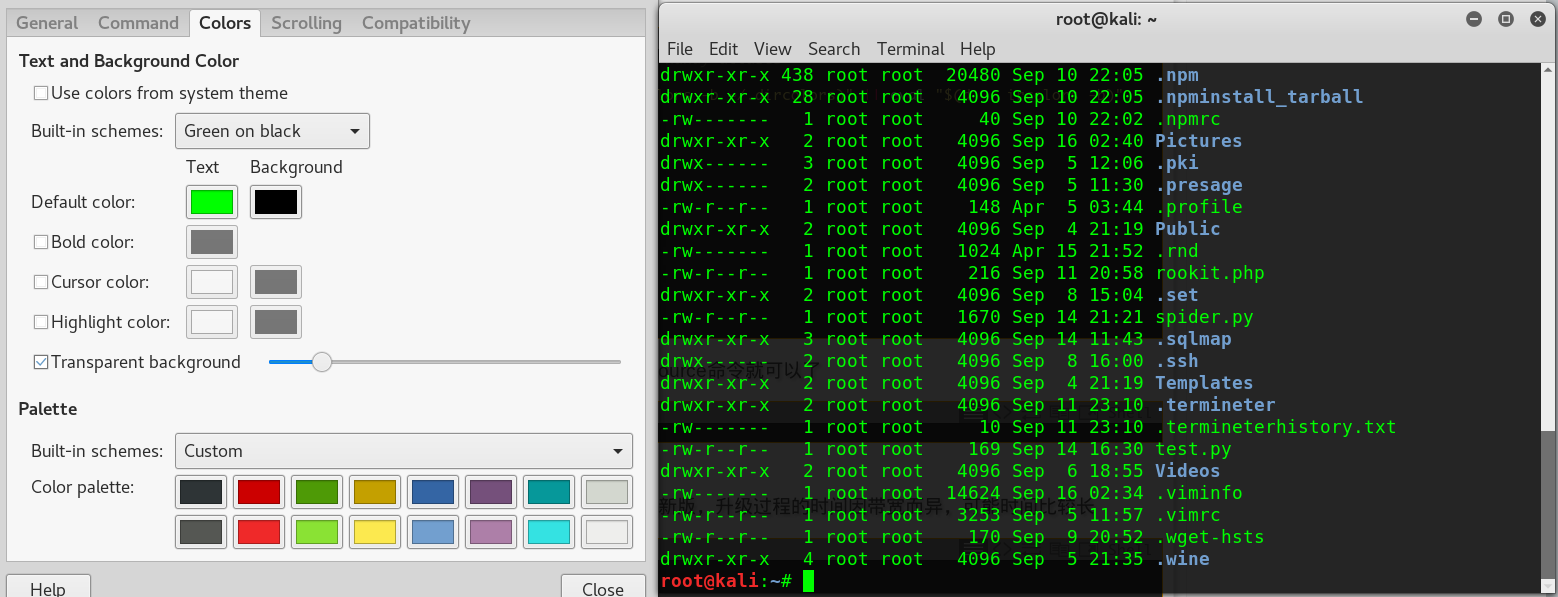 General Command Colors Scrolling Compatibility
Text and Background Color
Use colors from system theme
Built-in schemes: Green on black
Text Background
Default color:
Bold color:
Cursor color:
Highlight color:
Transparent background
Palette
Built-in schemes: Custom
Color palette:
Help Close
root@kali: ~
File Edit View Search Terminal Help
drwxr-xr-x 438 root root 20480 Sep 10 22:05 .npm
drwxr-xr-x 28 root root 4096 Sep 10 22:05 .npminstall_tarball
-rw------- 1 root root 40 Sep 10 22:02 .npmrc
drwxr-xr-x 2 root root 4096 Sep 16 02:40 Pictures
drwx------ 3 root root 4096 Sep 5 12:06 .pki
drwx------ 2 root root 4096 Sep 5 11:30 .presage
-rw-r--r-- 1 root root 148 Apr 5 03:44 .profile
drwxr-xr-x 2 root root 4096 Sep 4 21:19 Public
-rw------- 1 root root 1024 Apr 15 21:52 .rnd
-rw-r--r-- 1 root root 216 Sep 11 20:58 rookit.php
drwxr-xr-x 2 root root 4096 Sep 8 15:04 .set
-rw-r--r-- 1 root root 1670 Sep 14 21:21 spider.py
drwxr-xr-x 3 root root 4096 Sep 14 11:43 .sqlmap
drwx------ 2 root root 4096 Sep 8 16:00 .ssh
drwxr-xr-x 2 root root 4096 Sep 4 21:19 Templates
drwxr-xr-x 2 root root 4096 Sep 11 23:10 .termineter
-rw------- 1 root root 10 Sep 11 23:10 .termineterhistory.txt
-rw-r--r-- 1 root root 169 Sep 14 16:30 test.py
drwxr-xr-x 2 root root 4096 Sep 6 18:55 Videos
-rw------- 1 root root 14624 Sep 16 02:34 .viminfo
-rw-r--r-- 1 root root 3253 Sep 5 11:57 .vimrc
-rw-r--r-- 1 root root 170 Sep 9 20:52 .wget-hsts
drwxr-xr-x 4 root root 4096 Sep 5 21:35 .wine
root@kali:~#